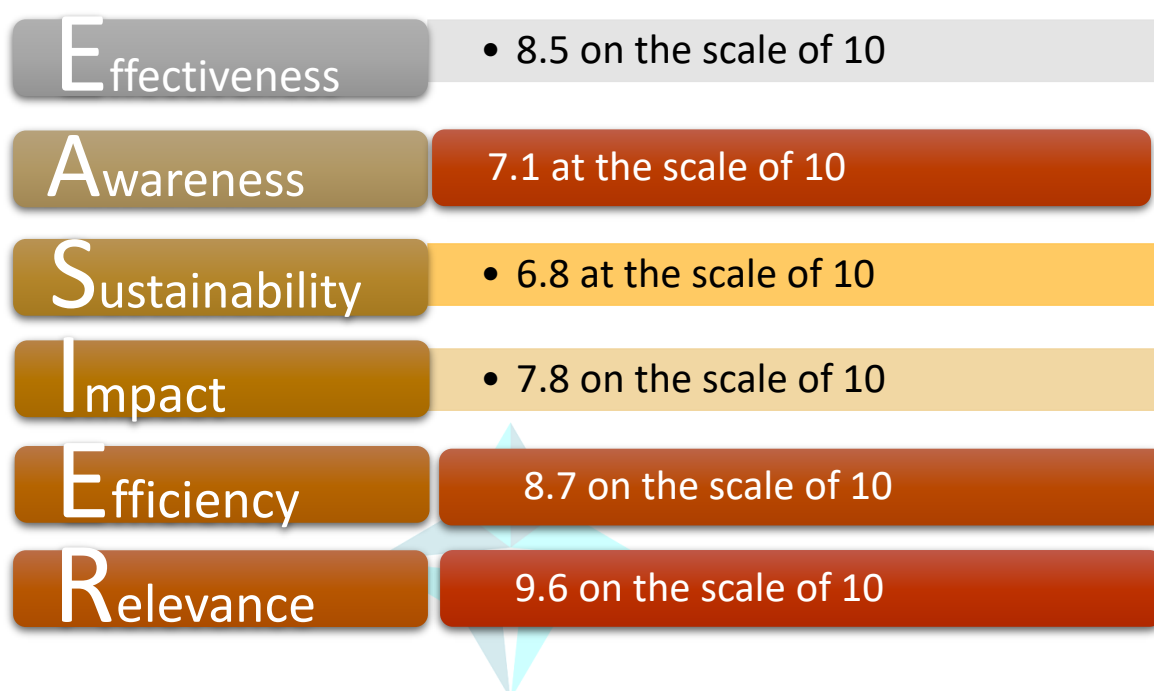 Effectiveness
• 8.5 on the scale of 10
Awareness
7.1 at the scale of 10
Sustainability
• 6.8 at the scale of 10
Impact
• 7.8 on the scale of 10
Efficiency
8.7 on the scale of 10
Relevance
9.6 on the scale of 10